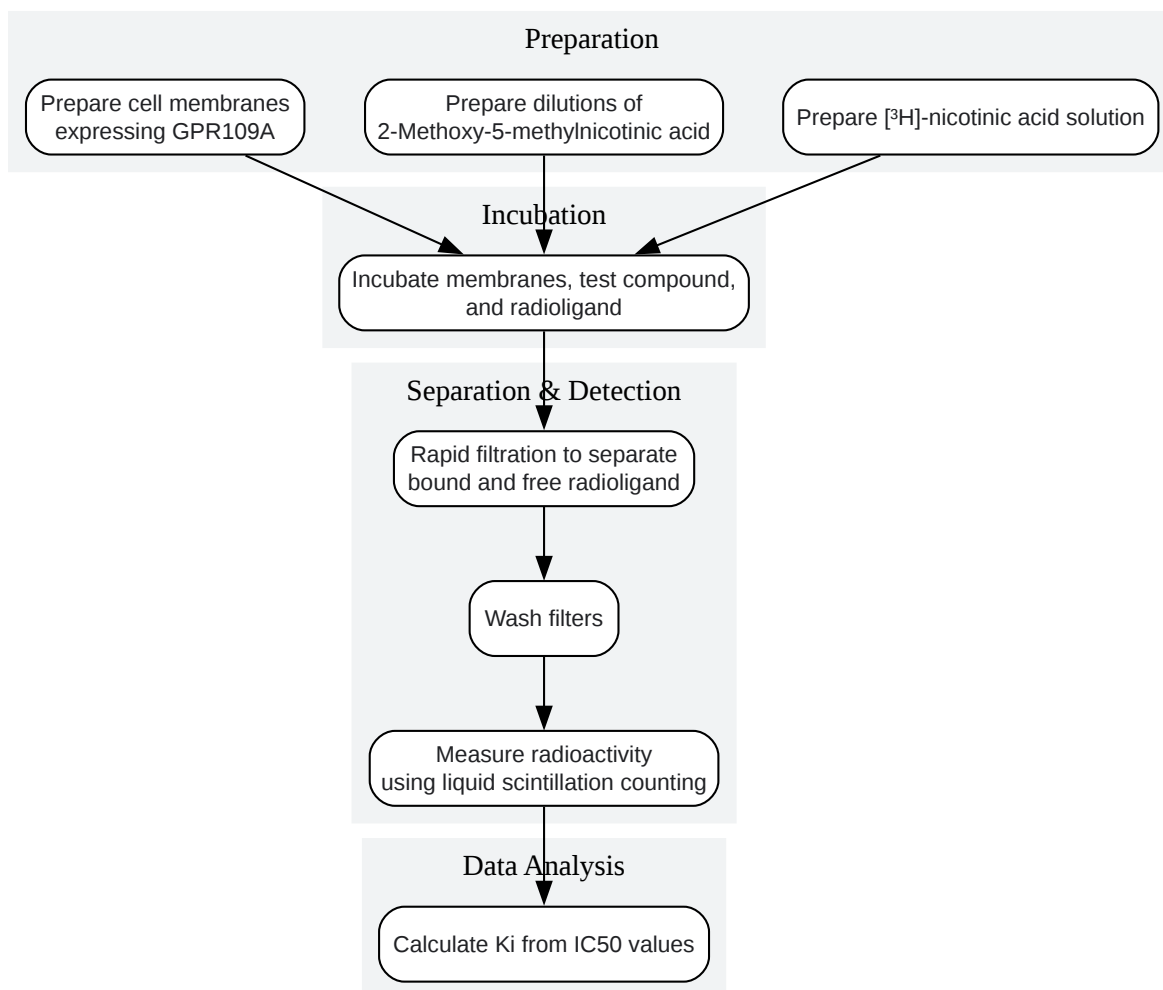 Preparation
Prepare cell membranes
expressing GPR109A
Prepare dilutions of
2-Methoxy-5-methylnicotinic acid
Prepare [³H]-nicotinic acid solution
Incubation
Incubate membranes, test compound,
and radioligand
Separation & Detection
Rapid filtration to separate
bound and free radioligand
Wash filters
Measure radioactivity
using liquid scintillation counting
Data Analysis
Calculate Ki from IC50 values